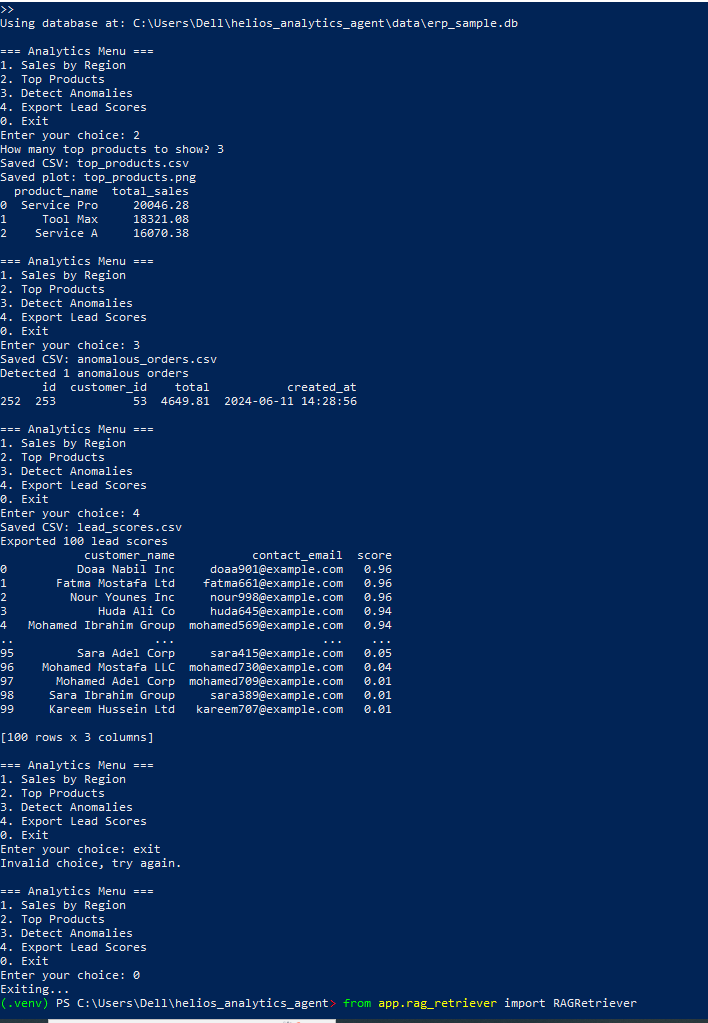 >>
Using database at: C:\Users\Dell\helios_analytics_agent\data\erp_sample.db
=== Analytics Menu ===
1. Sales by Region
2. Top Products
3. Detect Anomalies
4. Export Lead Scores
0. Exit
Enter your choice: 2
How many top products to show? 3
Saved CSV: top_products.csv
Saved plot: top_products.png
  product_name  total_sales
0  Service Pro     20046.28
1     Tool Max     18321.08
2    Service A     16070.38
=== Analytics Menu ===
1. Sales by Region
2. Top Products
3. Detect Anomalies
4. Export Lead Scores
0. Exit
Enter your choice: 3
Saved CSV: anomalous_orders.csv
Detected 1 anomalous orders
      id  customer_id    total           created_at
252  253           53  4649.81  2024-06-11 14:28:56
=== Analytics Menu ===
1. Sales by Region
2. Top Products
3. Detect Anomalies
4. Export Lead Scores
0. Exit
Enter your choice: 4
Saved CSV: lead_scores.csv
Exported 100 lead scores
            customer_name           contact_email  score
0          Doaa Nabil Inc     doaa901@example.com   0.96
1       Fatma Mostafa Ltd    fatma661@example.com   0.96
2         Nour Younes Inc     nour998@example.com   0.96
3             Huda Ali Co     huda645@example.com   0.94
4   Mohamed Ibrahim Group  mohamed569@example.com   0.94
..                    ...                     ...    ...
95         Sara Adel Corp     sara415@example.com   0.05
96    Mohamed Mostafa LLC  mohamed730@example.com   0.04
97      Mohamed Adel Corp  mohamed709@example.com   0.01
98     Sara Ibrahim Group     sara389@example.com   0.01
99     Kareem Hussein Ltd   kareem707@example.com   0.01
[100 rows x 3 columns]
=== Analytics Menu ===
1. Sales by Region
2. Top Products
3. Detect Anomalies
4. Export Lead Scores
0. Exit
Enter your choice: exit
Invalid choice, try again.
=== Analytics Menu ===
1. Sales by Region
2. Top Products
3. Detect Anomalies
4. Export Lead Scores
0. Exit
Enter your choice: 0
Exiting...
(.venv) PS C:\Users\Dell\helios_analytics_agent> from app.rag_retriever import RAGRetriever